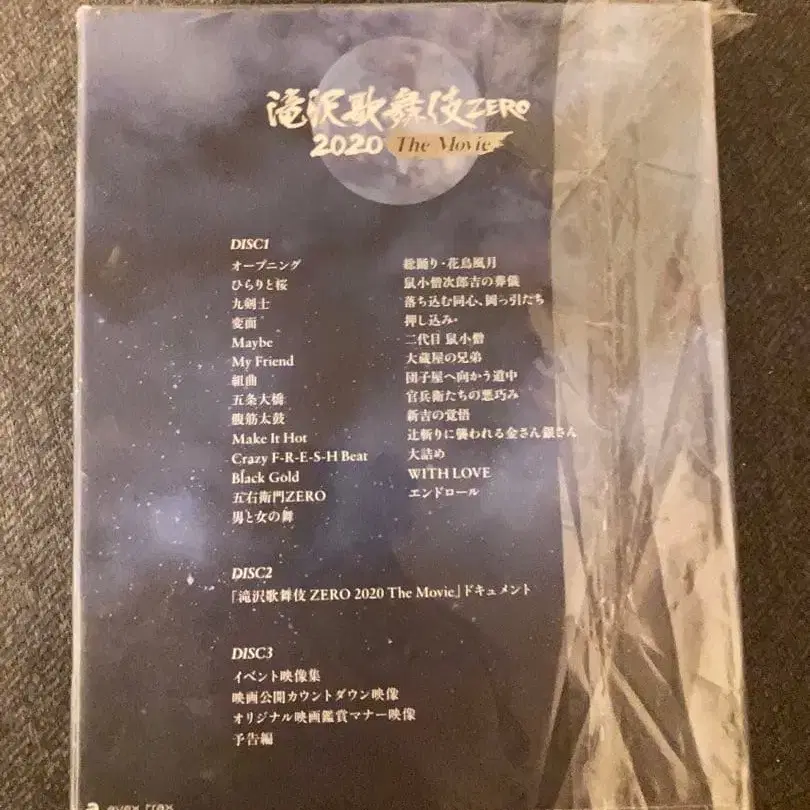 滝沢歌舞伎ZERO
2020 The Movie
DISC1
オープニング
ひらりと桜
九剣士
変面
Maybe
My Friend
組曲
五条大橋
腹筋太鼓
Make It Hot
Crazy F-R-E-S-H Beat
Black Gold
五右衛門ZERO
男と女の舞
総踊り・花鳥風月
鼠小僧次郎吉の葬儀
落ち込む同心、岡っ引たち
押し込み・
二代目 鼠小僧
大蔵屋の兄弟
団子屋へ向かう道中
官兵衛たちの悪巧み
新吉の覚悟
辻斬りに襲われる金さん銀さん
大詰め
WITH LOVE
エンドロール
DISC2
「滝沢歌舞伎 ZERO 2020 The Movie」ドキュメント
DISC3
イベント映像集
映画公開カウントダウン映像
オリジナル映画鑑賞マナー映像
予告編
avex trax